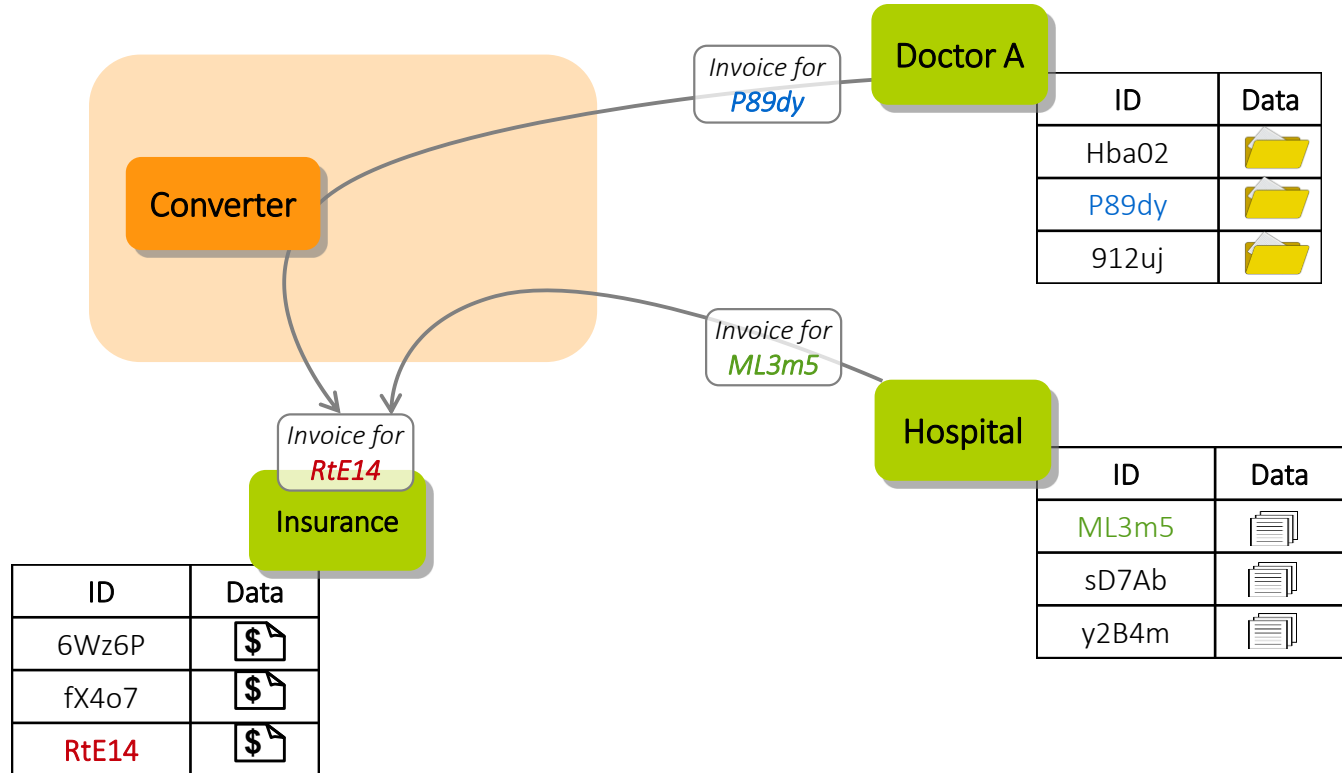 Invoice for
P89dy
Doctor A
ID Data
Hba02
P89dy
912uj
Converter
Invoice for
ML3m5
Hospital
ID Data
ML3m5
sD7Ab
y2B4m
Invoice for
RtE14
Insurance
ID Data
6Wz6P $
fX4o7 $
RtE14 $